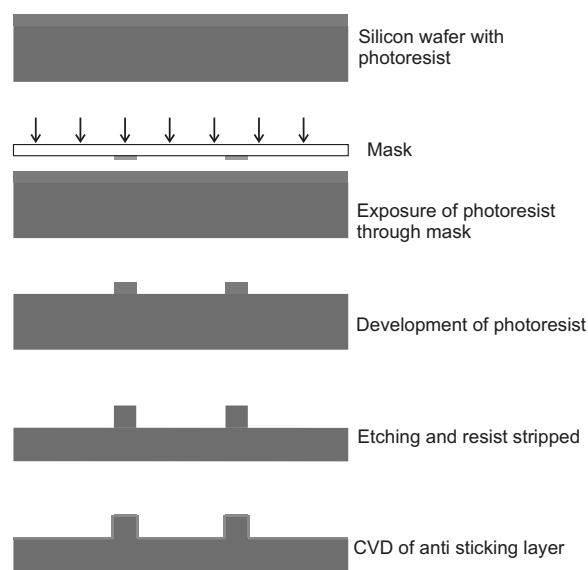 Silicon wafer with
photoresist
Mask
Exposure of photoresist
through mask
Development of photoresist
Etching and resist stripped
CVD of anti sticking layer